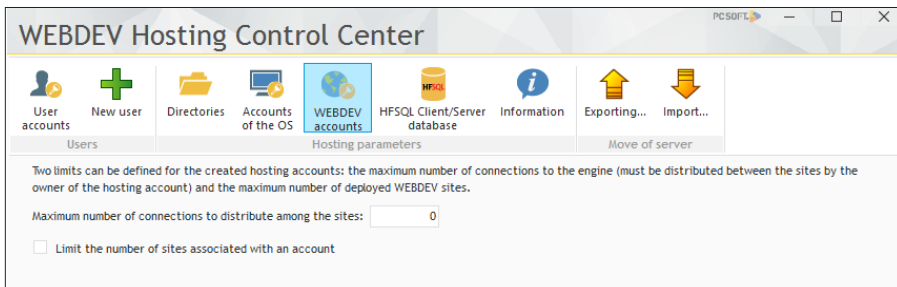 PC SOFT
WEBDEV Hosting Control Center
HFSQL
i
User accounts
New user
Directories
Accounts of the OS
WEBDEV accounts
HFSQL Client/Server database
Information
Exporting...
Import...
Users
Hosting parameters
Move of server
Two limits can be defined for the created hosting accounts: the maximum number of connections to the engine (must be distributed between the sites by the
owner of the hosting account) and the maximum number of deployed WEBDEV sites.
Maximum number of connections to distribute among the sites: 0
Limit the number of sites associated with an account